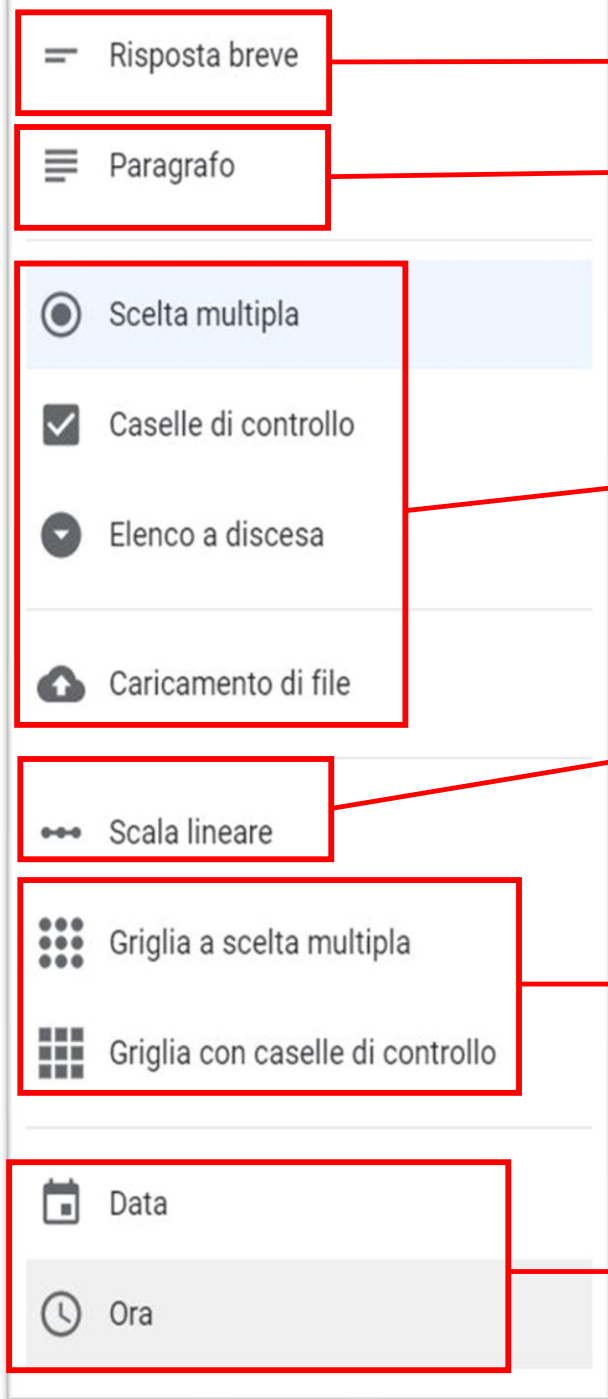 Risposta breve
Paragrafo
Scelta multipla
Caselle di controllo
Elenco a discesa
Caricamento di file
Scala lineare
Griglia a scelta multipla
Griglia con caselle di controllo
Data
Ora